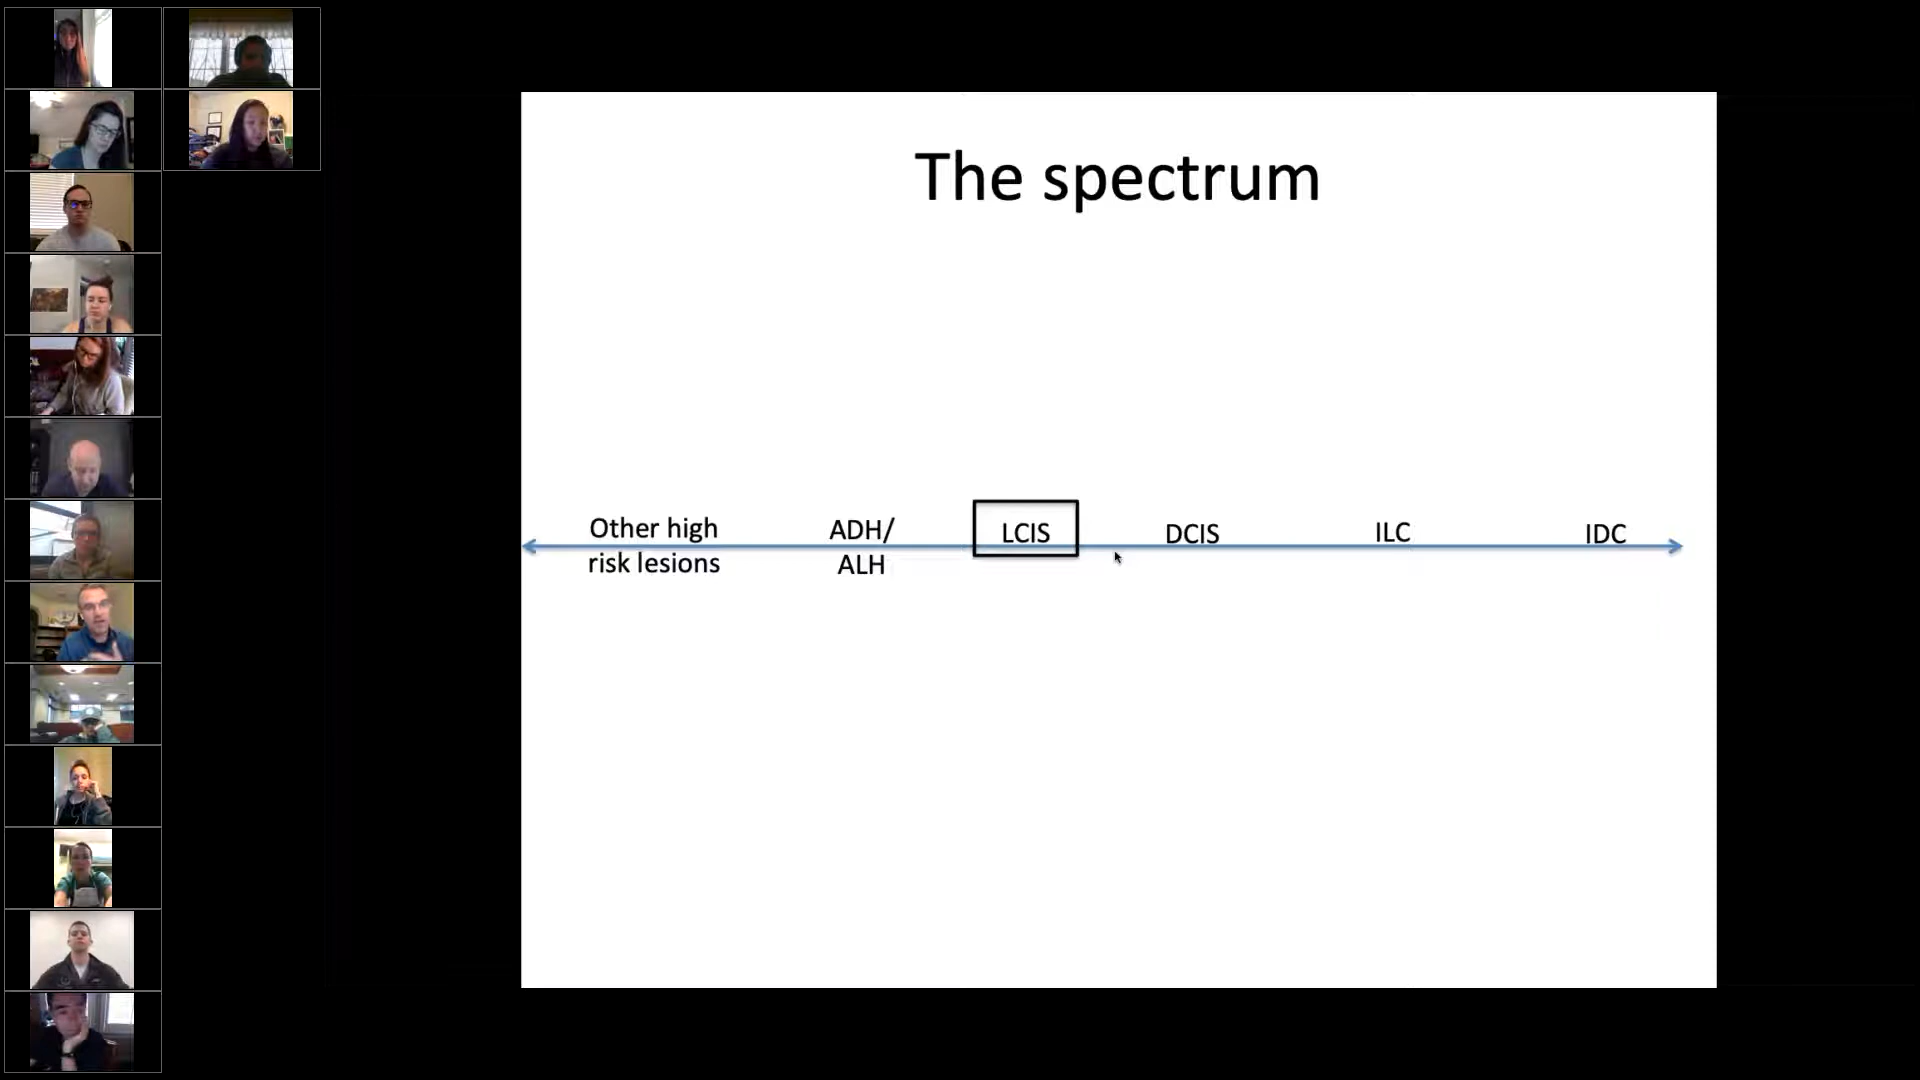 The spectrum
Other high
risk lesions
ADH/
ALH
LCIS
DCIS
ILC
IDC